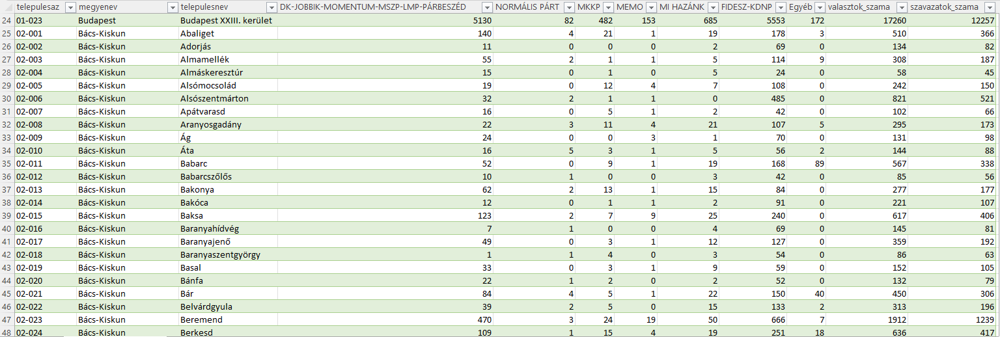 telepulesaz megyenev telepulesnev DK-JOBBIK-MOMENTUM-MSZP-LMP-PÁRBESZÉD NORMÁLIS PÁRT MKKP MEMO MI HAZÁNK FIDESZ-KDNP Egyéb valasztok_szama szavazatok_szama
24 01-023 Budapest Budapest XXIII. kerület 5130 82 482 153 685 5553 172 17260 12257
25 02-001 Bács-Kiskun Abaliget 140 4 21 1 19 178 3 510 366
26 02-002 Bács-Kiskun Adorjás 11 0 0 0 2 69 0 134 82
27 02-003 Bács-Kiskun Almamellék 55 2 1 1 5 114 9 308 187
28 02-004 Bács-Kiskun Almáskeresztúr 15 0 1 0 5 24 0 58 45
29 02-005 Bács-Kiskun Alsómocsolád 19 0 12 4 7 108 0 242 150
30 02-006 Bács-Kiskun Alsószentmárton 32 2 1 1 0 485 0 821 521
31 02-007 Bács-Kiskun Apátvarasd 16 0 5 1 2 42 0 102 66
32 02-008 Bács-Kiskun Aranyosgadány 22 3 11 4 21 107 5 295 173
33 02-009 Bács-Kiskun Ág 24 0 0 3 1 70 0 131 98
34 02-010 Bács-Kiskun Áta 16 5 3 1 5 56 2 144 88
35 02-011 Bács-Kiskun Babarc 52 0 9 1 19 168 89 567 338
36 02-012 Bács-Kiskun Babarcszőlős 10 1 0 0 3 42 0 85 56
37 02-013 Bács-Kiskun Bakonya 62 2 13 1 15 84 0 277 177
38 02-014 Bács-Kiskun Bakóca 12 0 1 1 2 91 0 221 107
39 02-015 Bács-Kiskun Baksa 123 2 7 9 25 240 0 617 406
40 02-016 Bács-Kiskun Baranyahídvég 7 1 0 0 4 69 0 145 81
41 02-017 Bács-Kiskun Baranyajenő 49 0 3 1 12 127 0 359 192
42 02-018 Bács-Kiskun Baranyaszentgyörgy 1 1 4 0 3 54 0 86 63
43 02-019 Bács-Kiskun Basal 33 0 3 1 9 59 0 152 105
44 02-020 Bács-Kiskun Bánfa 22 1 2 0 2 52 0 132 79
45 02-021 Bács-Kiskun Bár 84 4 5 1 22 150 40 450 306
46 02-022 Bács-Kiskun Belvárdgyula 39 2 5 0 15 133 2 313 196
47 02-023 Bács-Kiskun Beremend 470 3 24 19 50 666 7 1912 1239
48 02-024 Bács-Kiskun Berkesd 109 1 15 4 19 251 18 636 417